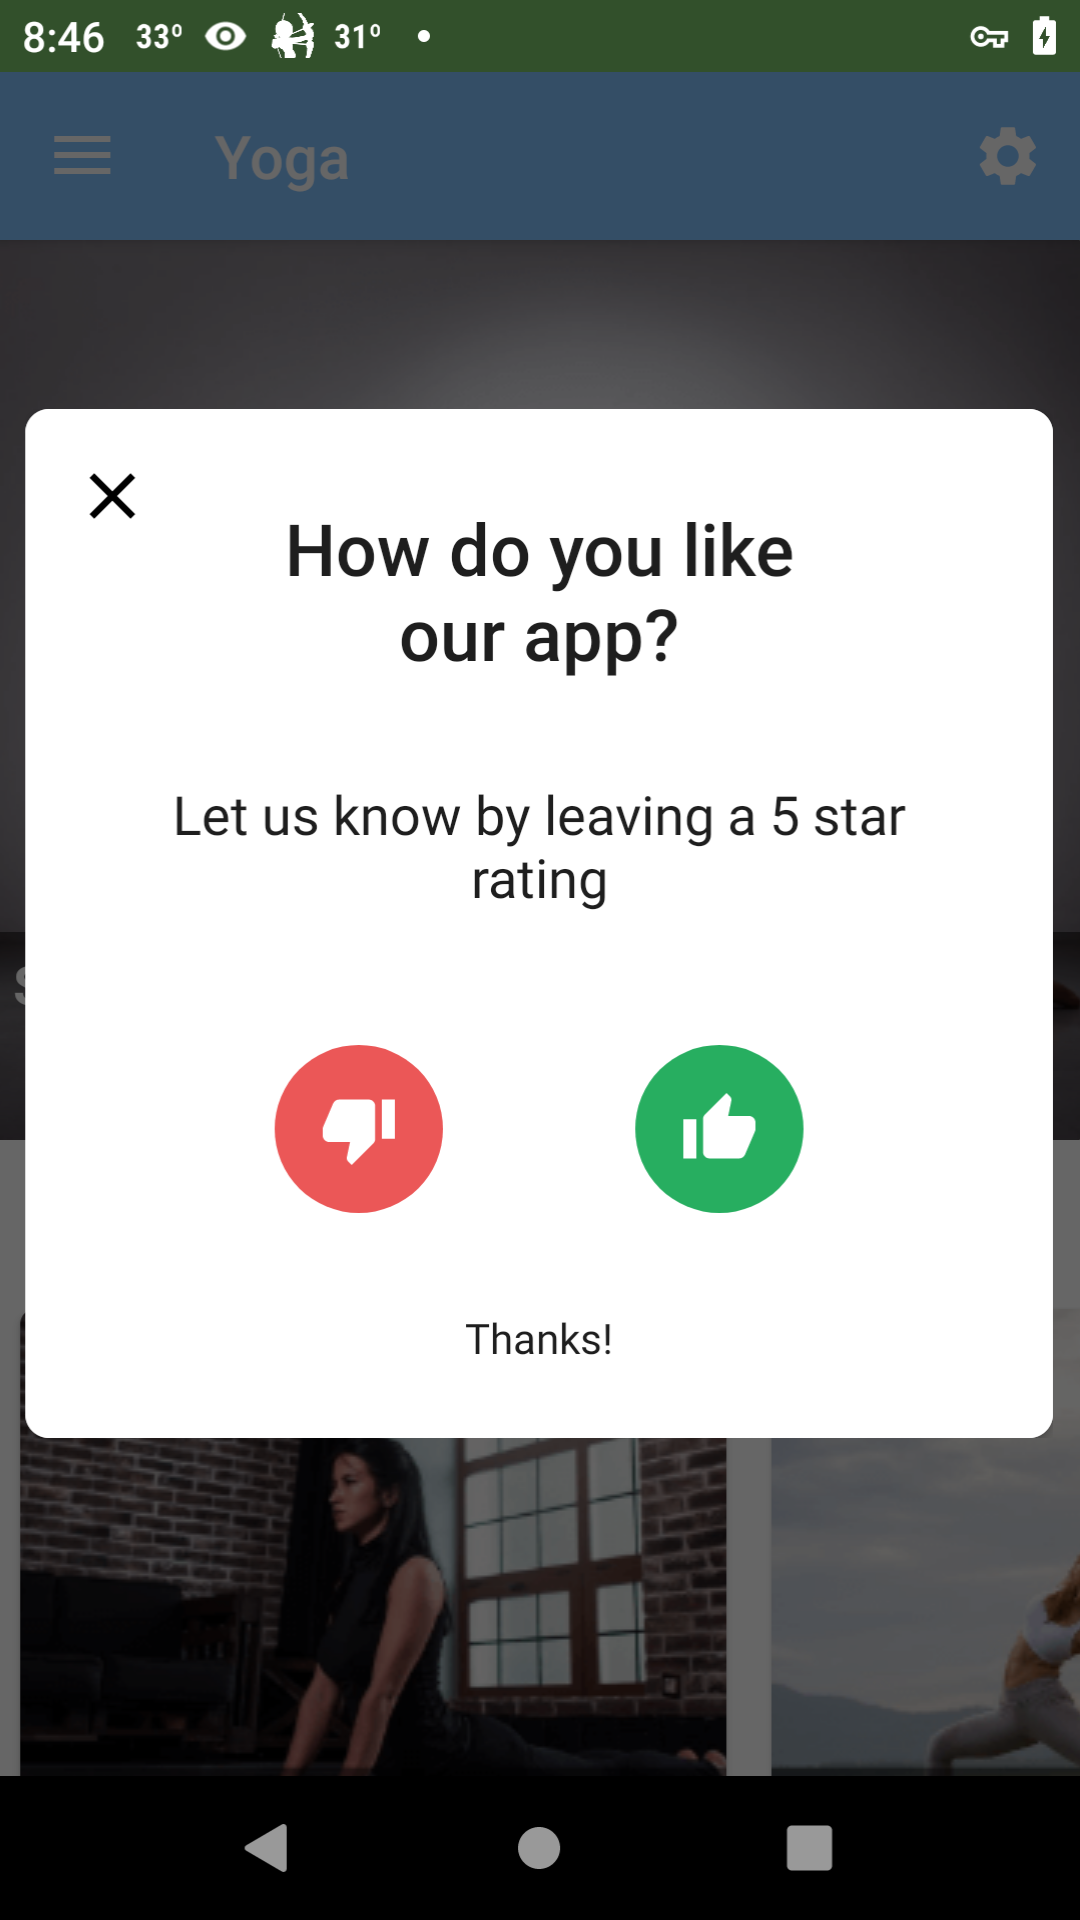 8:46 33° 31°
Yoga
How do you like
our app?
Let us know by leaving a 5 star
rating
Thanks!